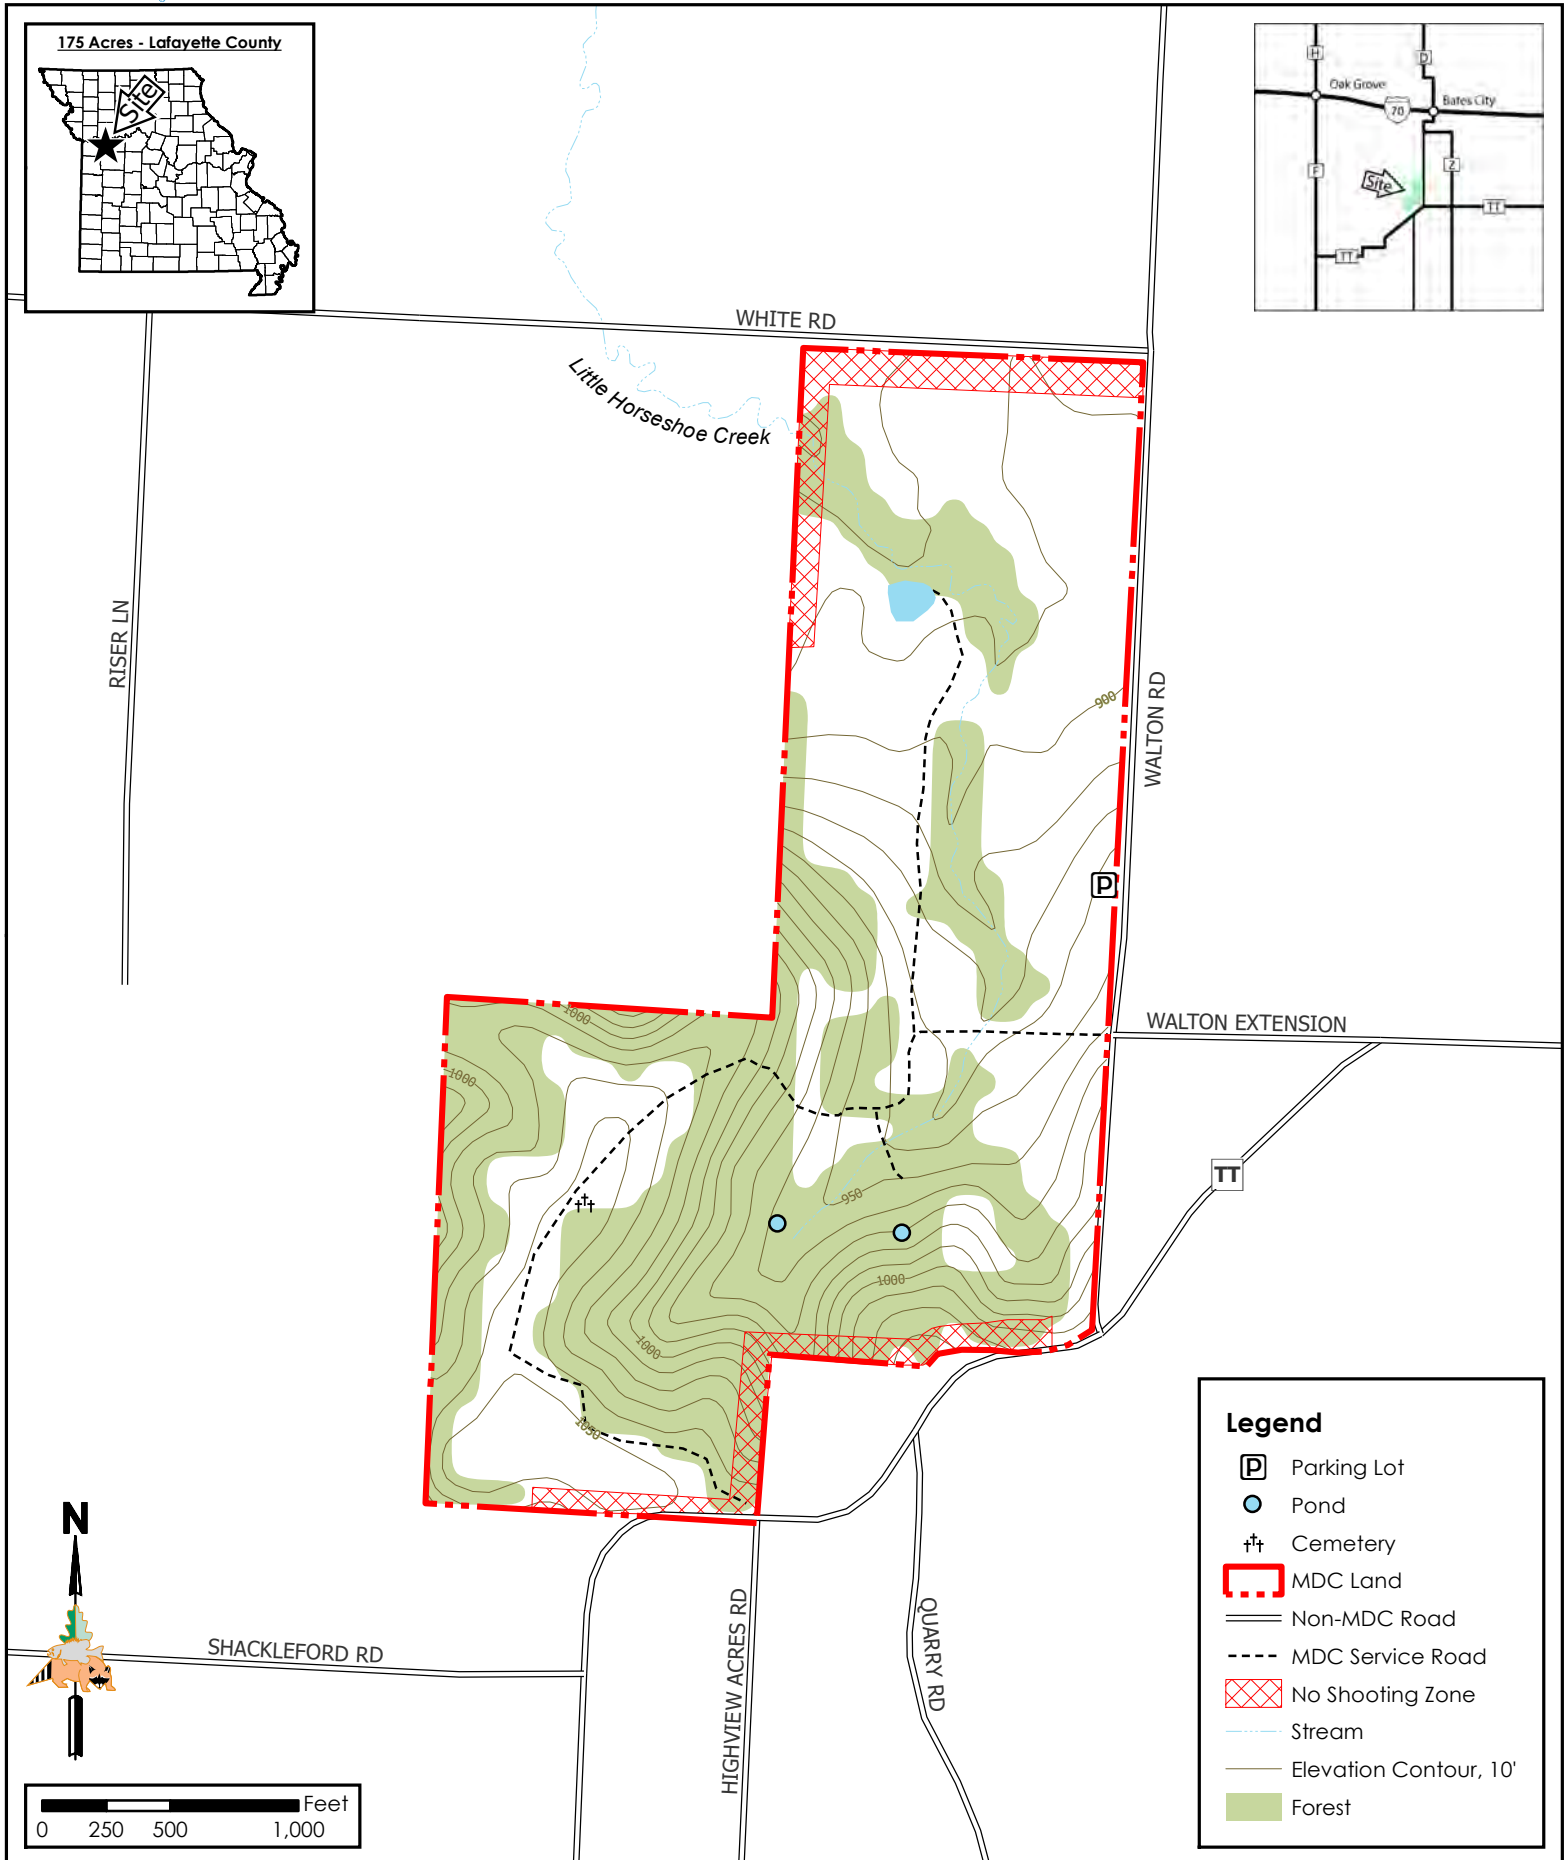 175 Acres - Lafayette County
Site
H
D
Oak Grove
70
Bates City
F
Z
Site
TT
TT
WHITE RD
Little Horseshoe Creek
RISER LN
WALTON RD
900
P
1000
WALTON EXTENSION
1000
TT
950
1000
1000
1050
Legend
P Parking Lot
Pond
Cemetery
MDC Land
Non-MDC Road
MDC Service Road
No Shooting Zone
Stream
Elevation Contour, 10'
Forest
N
SHACKLEFORD RD
HIGHVIEW ACRES RD
QUARRY RD
Feet
0 250 500 1,000